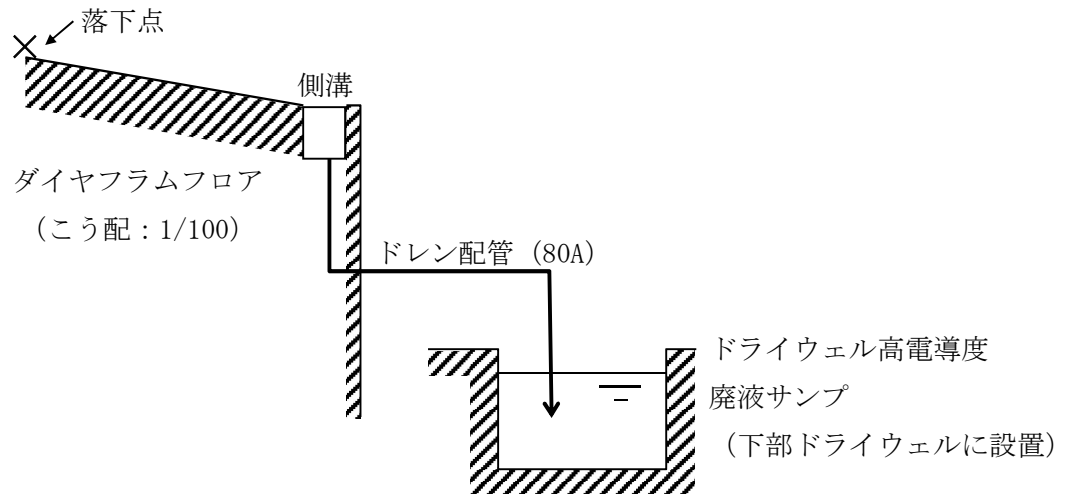 落下点
側溝
ダイヤフラムフロア
（こう配：1/100）
ドレン配管 (80A)
ドライウェル高電導度
廃液サンプ
（下部ドライウェルに設置）